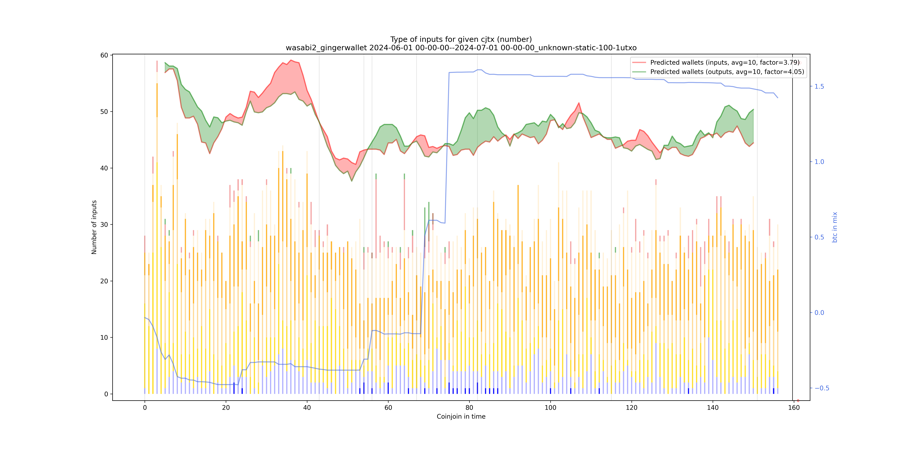 Type of inputs for given cjtx (number)
wasabi2_gingerwallet 2024-06-01 00-00-00--2024-07-01 00-00-00_unknown-static-100-1utxo
Predicted wallets (inputs, avg=10, factor=3.79)
Predicted wallets (outputs, avg=10, factor=4.05)
60
50
40
30
20
10
0
Number of inputs
1.5
1.0
0.5
0.0
−0.5
btc in mix
0 20 40 60 80 100 120 140 160
Coinjoin in time